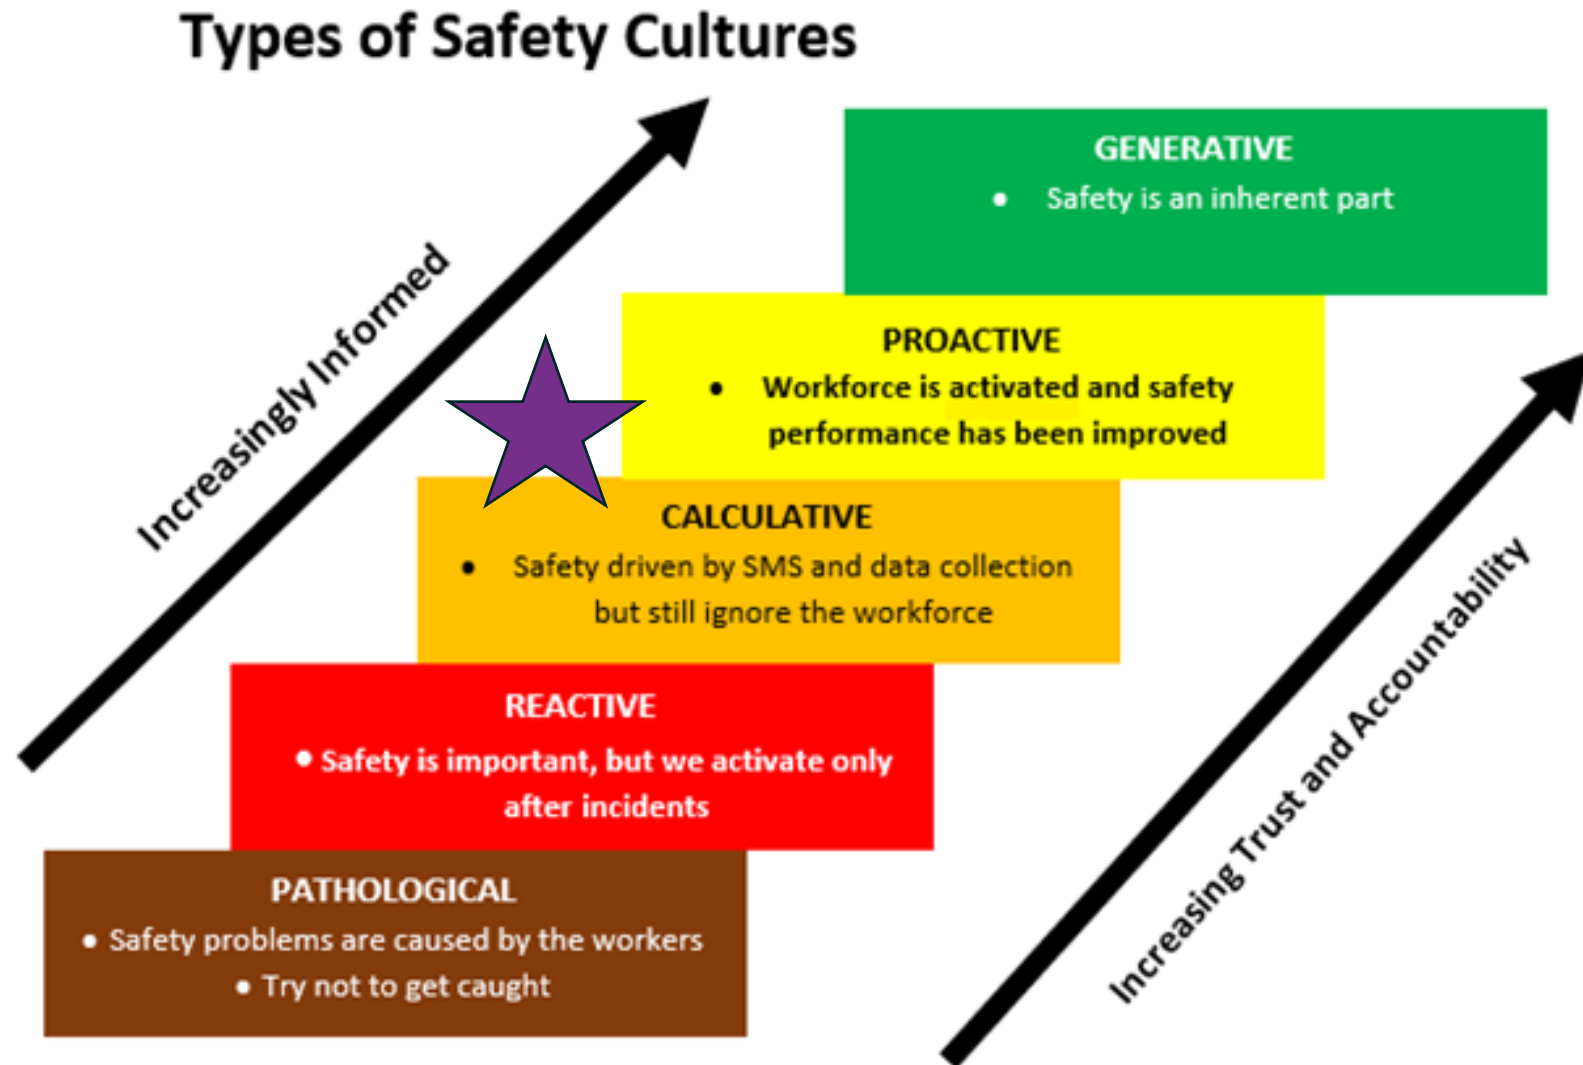 Types of Safety Cultures
Increasingly Informed
GENERATIVE
• Safety is an inherent part
PROACTIVE
• Workforce is activated and safety
performance has been improved
CALCULATIVE
• Safety driven by SMS and data collection
but still ignore the workforce
REACTIVE
• Safety is important, but we activate only
after incidents
PATHOLOGICAL
• Safety problems are caused by the workers
• Try not to get caught
Increasing Trust and Accountability